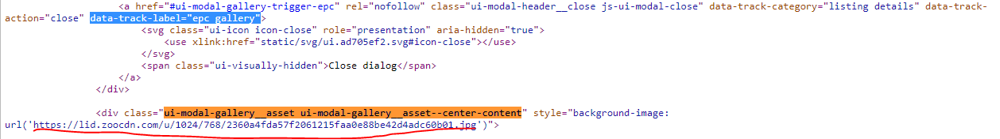 <a href="#ui-modal-gallery-trigger-epc" rel="nofollow" class="ui-modal-header__close js-ui-modal-close" data-track-category="listing details" data-track-
action="close" data-track-label="epc gallery">
<svg class="ui-icon icon-close" role="presentation" aria-hidden="true">
<use xlink:href="static/svg/ui.ad705ef2.svg#icon-close"></use>
</svg>
<span class="ui-visually-hidden">Close dialog</span>
</a>
</div>
<div class="ui-modal-gallery__asset ui-modal-gallery__asset--center-content" style="background-image:
url('https://lid.zoocdn.com/u/1024/768/2360a4fda57f2061215faa0e88be42d4adc60b01.jpg')">